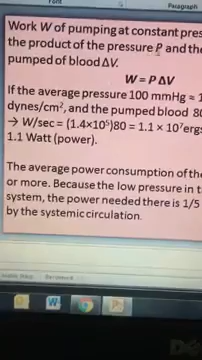 Font
Paragraph
Work W of pumping at constant pres
the product of the pressure P and the
pumped of blood ΔV.
W = P ΔV
If the average pressure 100 mmHg ≈ 1
dynes/cm², and the pumped blood 80
→ W/sec = (1.4×10⁵)80 = 1.1 × 10⁷ergs
1.1 Watt (power).
The average power consumption of the
or more. Because the low pressure in t
system, the power needed there is 1/5
by the systemic circulation.